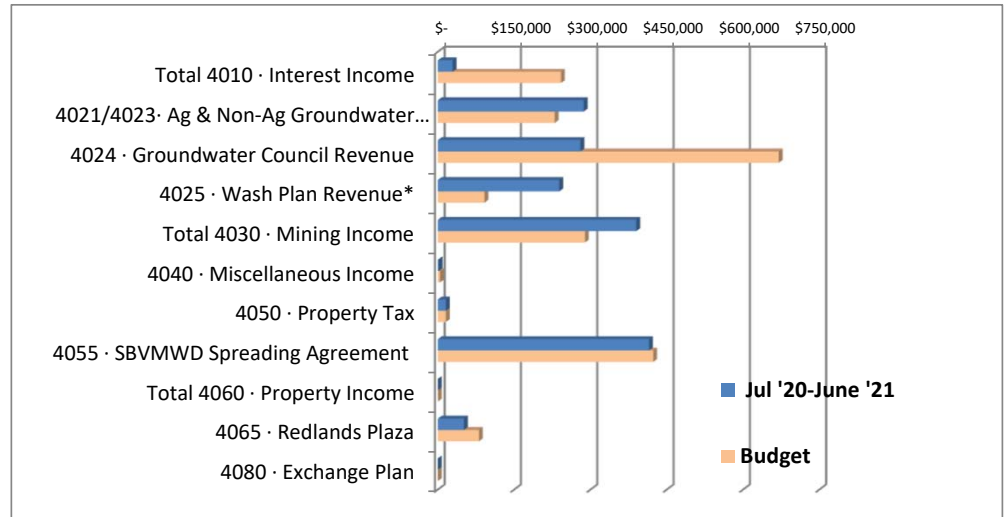 $- $150,000 $300,000 $450,000 $600,000 $750,000
Total 4010 · Interest Income
4021/4023· Ag & Non-Ag Groundwater...
4024 · Groundwater Council Revenue
4025 · Wash Plan Revenue*
Total 4030 · Mining Income
4040 · Miscellaneous Income
4050 · Property Tax
4055 · SBVMWD Spreading Agreement
Total 4060 · Property Income
4065 · Redlands Plaza
4080 · Exchange Plan
Jul '20-June '21
Budget